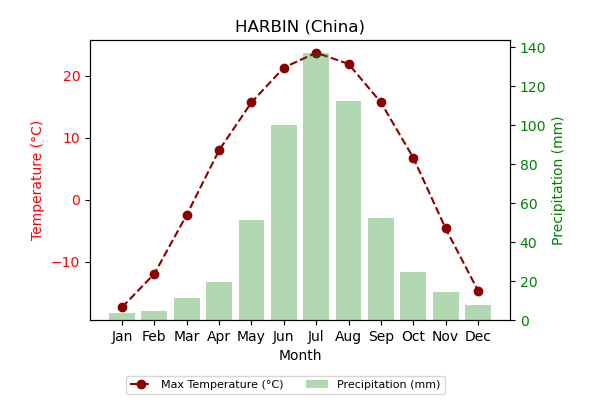 HARBIN (China)
Temperature (°C)
20
10
0
−10
140
120
100
80
60
40
20
0
Precipitation (mm)
Jan Feb Mar Apr May Jun Jul Aug Sep Oct Nov Dec
Month
Max Temperature (°C) Precipitation (mm)